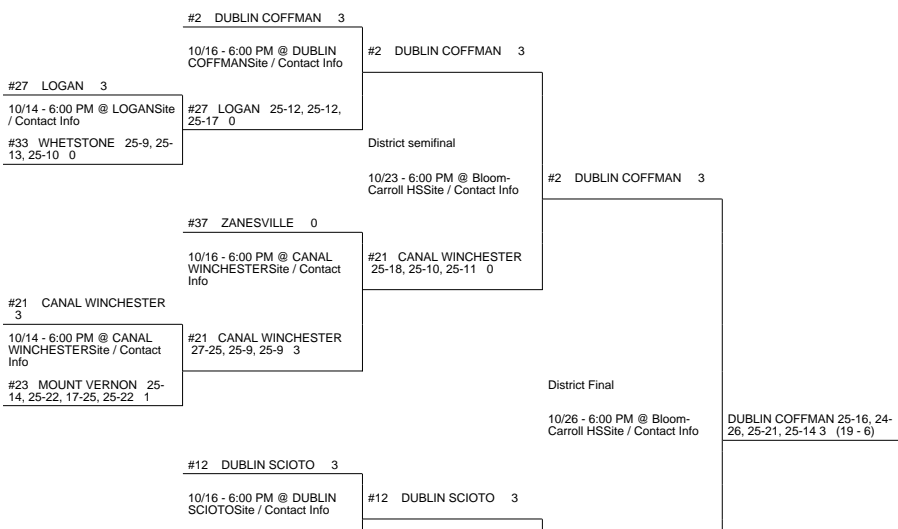 #2 DUBLIN COFFMAN 3
10/16 - 6:00 PM @ DUBLIN
COFFMANSite / Contact Info
#2 DUBLIN COFFMAN 3
#27 LOGAN 3
10/14 - 6:00 PM @ LOGANSite
/ Contact Info
#27 LOGAN 25-12, 25-12,
25-17 0
#33 WHETSTONE 25-9, 25-
13, 25-10 0
District semifinal
10/23 - 6:00 PM @ Bloom-
Carroll HSSite / Contact Info
#2 DUBLIN COFFMAN 3
#37 ZANESVILLE 0
10/16 - 6:00 PM @ CANAL
WINCHESTERSite / Contact
Info
#21 CANAL WINCHESTER
25-18, 25-10, 25-11 0
#21 CANAL WINCHESTER
3
10/14 - 6:00 PM @ CANAL
WINCHESTERSite / Contact
Info
#21 CANAL WINCHESTER
27-25, 25-9, 25-9 3
#23 MOUNT VERNON 25-
14, 25-22, 17-25, 25-22 1
District Final
10/26 - 6:00 PM @ Bloom-
Carroll HSSite / Contact Info
DUBLIN COFFMAN 25-16, 24-
26, 25-21, 25-14 3 (19 - 6)
#12 DUBLIN SCIOTO 3
10/16 - 6:00 PM @ DUBLIN
SCIOTOSite / Contact Info
#12 DUBLIN SCIOTO 3